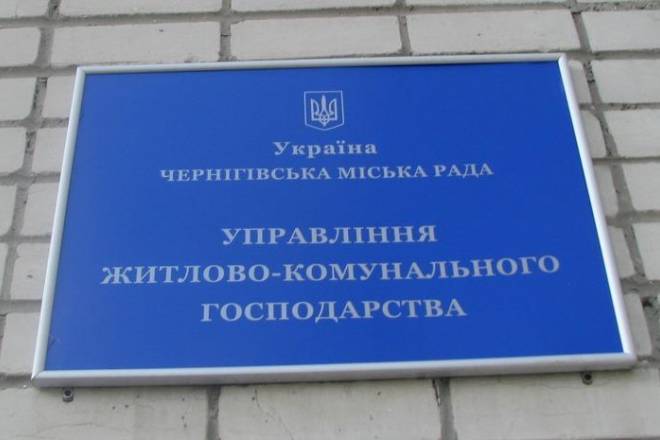 Україна
ЧЕРНІГІВСЬКА МІСЬКА РАДА
УПРАВЛІННЯ
ЖИТЛОВО-КОМУНАЛЬНОГО
ГОСПОДАРСТВА